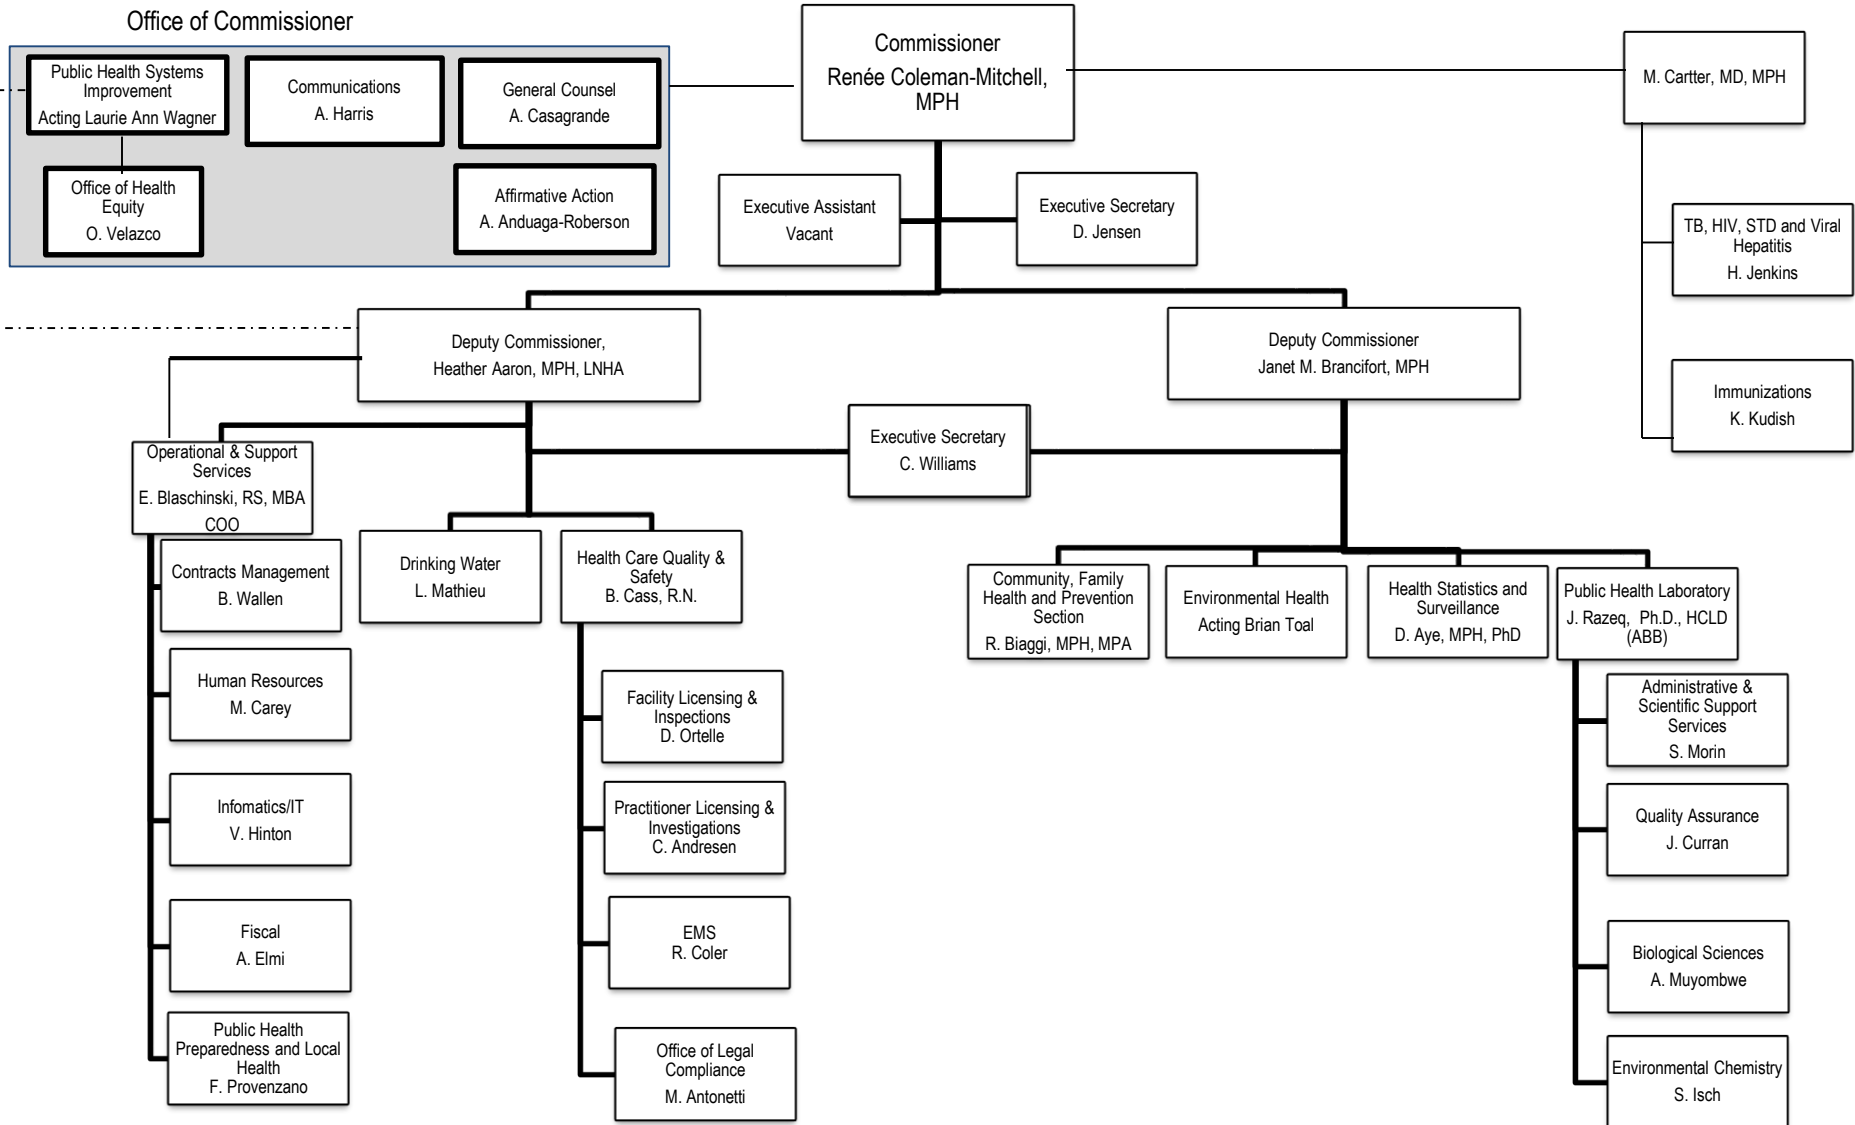 Office of Commissioner
Public Health Systems
Improvement
Acting Laurie Ann Wagner
Communications
A. Harris
General Counsel
A. Casagrande
Office of Health
Equity
O. Velazco
Affirmative Action
A. Anduaga-Roberson
Commissioner
Renée Coleman-Mitchell,
MPH
M. Cartter, MD, MPH
Executive Assistant
Vacant
Executive Secretary
D. Jensen
TB, HIV, STD and Viral
Hepatitis
H. Jenkins
Immunizations
K. Kudish
Deputy Commissioner,
Heather Aaron, MPH, LNHA
Deputy Commissioner
Janet M. Brancifort, MPH
Executive Secretary
C. Williams
Operational & Support
Services
E. Blaschinski, RS, MBA
COO
Contracts Management
B. Wallen
Human Resources
M. Carey
Infomatics/IT
V. Hinton
Fiscal
A. Elmi
Public Health
Preparedness and Local
Health
F. Provenzano
Drinking Water
L. Mathieu
Health Care Quality &
Safety
B. Cass, R.N.
Facility Licensing &
Inspections
D. Ortelle
Practitioner Licensing &
Investigations
C. Andresen
EMS
R. Coler
Office of Legal
Compliance
M. Antonetti
Community, Family
Health and Prevention
Section
R. Biaggi, MPH, MPA
Environmental Health
Acting Brian Toal
Health Statistics and
Surveillance
D. Aye, MPH, PhD
Public Health Laboratory
J. Razeq, Ph.D., HCLD
(ABB)
Administrative &
Scientific Support
Services
S. Morin
Quality Assurance
J. Curran
Biological Sciences
A. Muyombwe
Environmental Chemistry
S. Isch